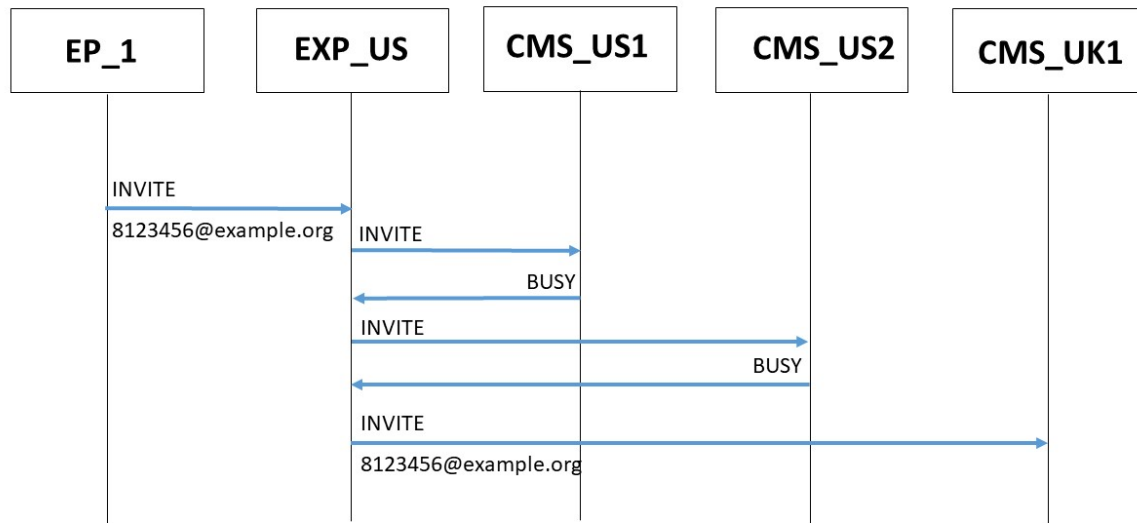 EP_1
EXP_US
CMS_US1
CMS_US2
CMS_UK1
INVITE
8123456@example.org
INVITE
BUSY
INVITE
BUSY
INVITE
8123456@example.org